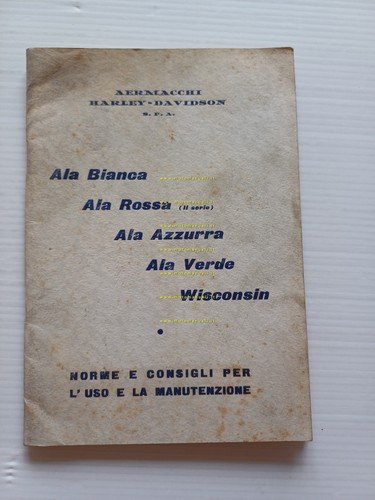 AERMACCHI
HARLEY-DAVIDSON
S. P. A.
Ala Bianca
Ala Rossa (II serie)
Ala Azzurra
Ala Verde
Wisconsin
NORME E CONSIGLI PER
L'USO E LA MANUTENZIONE